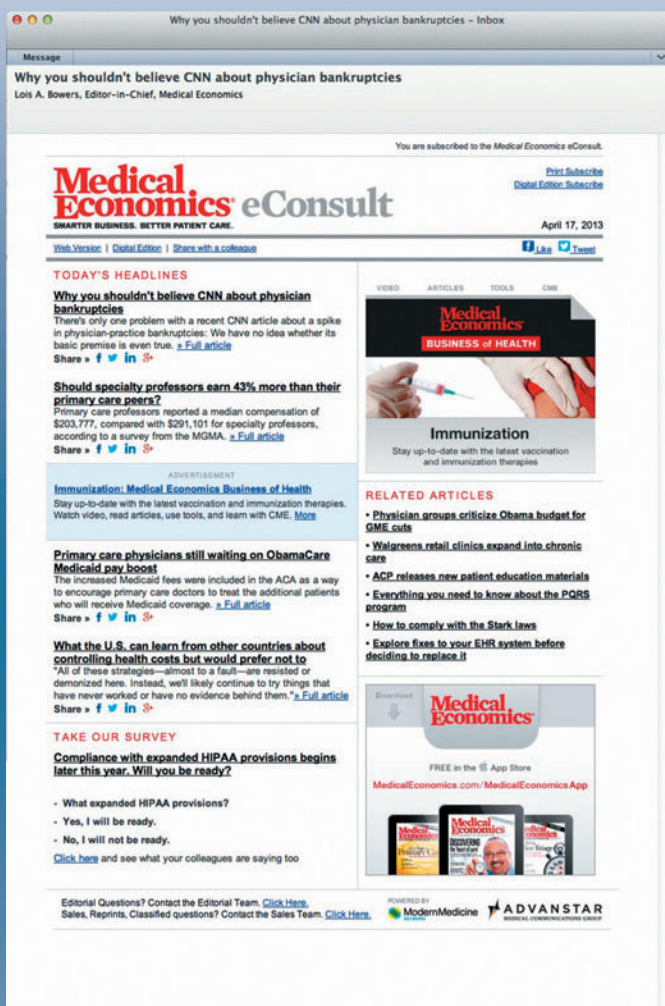 Why you shouldn't believe CNN about physician bankruptcies – Inbox
Message
Why you shouldn't believe CNN about physician bankruptcies
Lois A. Bowers, Editor-in-Chief, Medical Economics
You are subscribed to the Medical Economics eConsult.
Medical
Economics® eConsult
SMARTER BUSINESS. BETTER PATIENT CARE.
Print Subscribe
Digital Edition Subscribe
April 17, 2013
Web Version | Digital Edition | Share with a colleague
Like Tweet
TODAY'S HEADLINES
Why you shouldn't believe CNN about physician
bankruptcies
There's only one problem with a recent CNN article about a spike
in physician-practice bankruptcies: We have no idea whether its
basic premise is even true. » Full article
Share »
Should specialty professors earn 43% more than their
primary care peers?
Primary care professors reported a median compensation of
$203,777, compared with $291,101 for specialty professors,
according to a survey from the MGMA. » Full article
Share »
ADVERTISEMENT
Immunization: Medical Economics Business of Health
Stay up-to-date with the latest vaccination and immunization therapies.
Watch video, read articles, use tools, and learn with CME. More
Primary care physicians still waiting on ObamaCare
Medicaid pay boost
The increased Medicaid fees were included in the ACA as a way
to encourage primary care doctors to treat the additional patients
who will receive Medicaid coverage. » Full article
Share »
What the U.S. can learn from other countries about
controlling health costs but would prefer not to
"All of these strategies—almost to a fault—are resisted or
demonized here. Instead, we'll likely continue to try things that
have never worked or have no evidence behind them."» Full article
Share »
TAKE OUR SURVEY
Compliance with expanded HIPAA provisions begins
later this year. Will you be ready?
- What expanded HIPAA provisions?
- Yes, I will be ready.
- No, I will not be ready.
Click here and see what your colleagues are saying too
VIDEO ARTICLES TOOLS CME
Medical
Economics
BUSINESS of HEALTH
Immunization
Stay up-to-date with the latest vaccination
and immunization therapies
RELATED ARTICLES
• Physician groups criticize Obama budget for
GME cuts
• Walgreens retail clinics expand into chronic
care
• ACP releases new patient education materials
• Everything you need to know about the PQRS
program
• How to comply with the Stark laws
• Explore fixes to your EHR system before
deciding to replace it
Download
Medical
Economics
FREE in the App Store
MedicalEconomics.com/MedicalEconomicsApp
Medical
Economics
DISCOVERING
Editorial Questions? Contact the Editorial Team. Click Here.
Sales, Reprints, Classified questions? Contact the Sales Team. Click Here.
POWERED BY
ModernMedicine
NETWORK
ADVANSTAR
MEDICAL COMMUNICATIONS GROUP